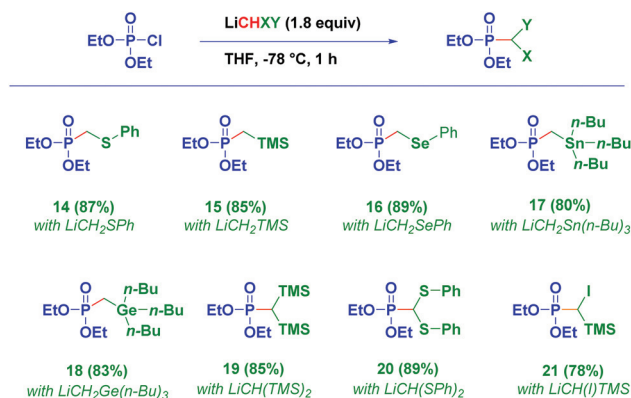 O
EtO-P-Cl
OEt
LiCHXY (1.8 equiv)
THF, -78 °C, 1 h
O
EtO-P
OEt
Y
X
O
EtO-P
OEt
S
Ph
14 (87%)
with LiCH2SPh
O
EtO-P
OEt
TMS
15 (85%)
with LiCH2TMS
O
EtO-P
OEt
Se
Ph
16 (89%)
with LiCH2SePh
O
EtO-P
OEt
n-Bu
Sn-n-Bu
n-Bu
17 (80%)
with LiCH2Sn(n-Bu)3
O
EtO-P
OEt
n-Bu
Ge-n-Bu
n-Bu
18 (83%)
with LiCH2Ge(n-Bu)3
O
EtO-P
OEt
TMS
TMS
19 (85%)
with LiCH(TMS)2
O
EtO-P
OEt
S-Ph
S-Ph
20 (89%)
with LiCH(SPh)2
O
EtO-P
OEt
I
TMS
21 (78%)
with LiCH(I)TMS